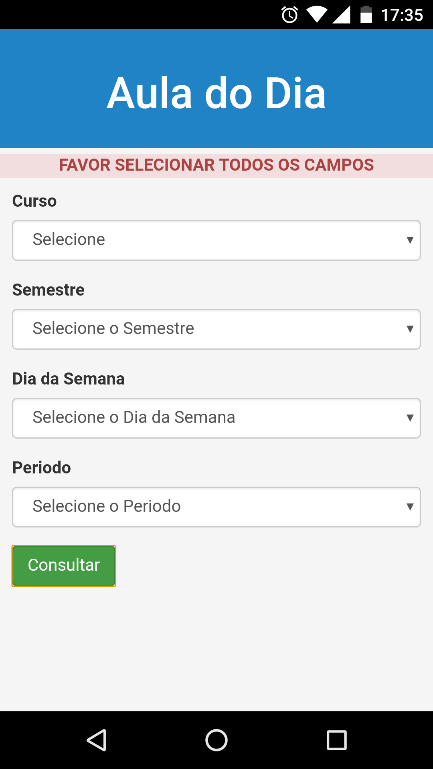 17:35
Aula do Dia
FAVOR SELECIONAR TODOS OS CAMPOS
Curso
Selecione
Semestre
Selecione o Semestre
Dia da Semana
Selecione o Dia da Semana
Periodo
Selecione o Periodo
Consultar